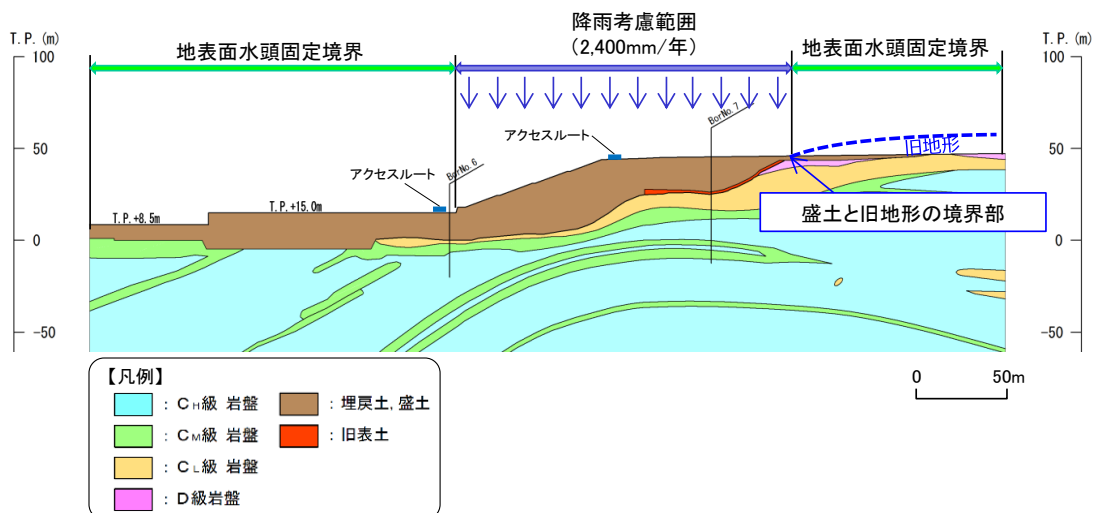 降雨考慮範囲
(2,400mm/年)
地表面水頭固定境界
地表面水頭固定境界
T.P.(m)
T.P.(m)
100
100
50
50
0
0
-50
-50
BorNo.7
BorNo.6
アクセスルート
アクセスルート
旧地形
盛土と旧地形の境界部
T.P.+8.5m
T.P.+15.0m
0 50m
【凡例】
: CH級 岩盤
: 埋戻土,盛土
: CM級 岩盤
: 旧表土
: CL級 岩盤
: D級岩盤